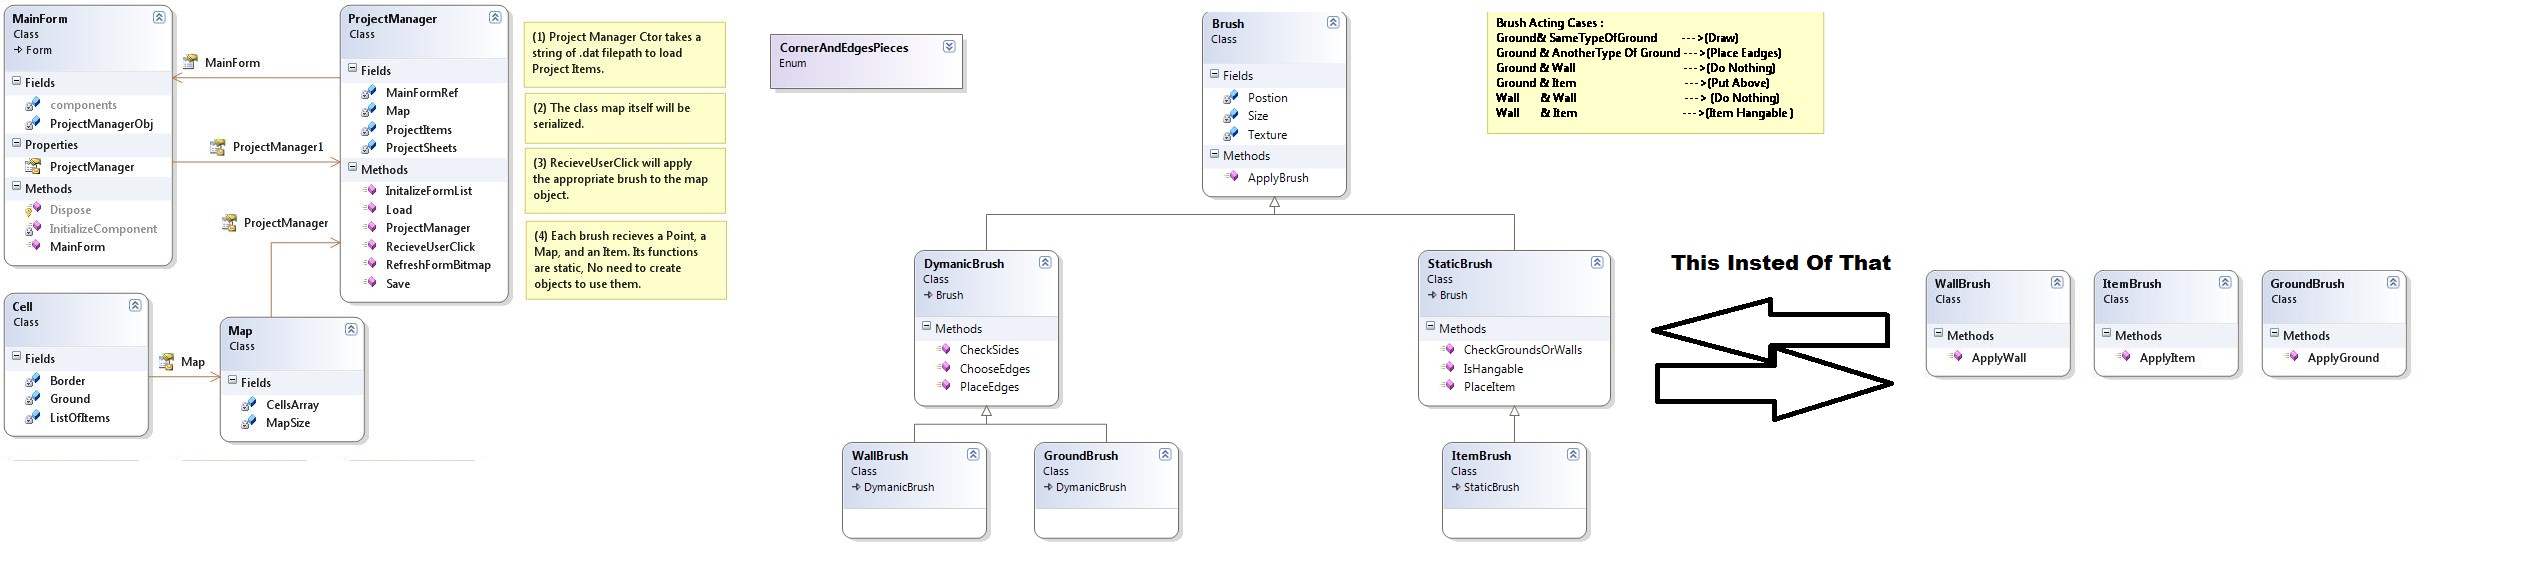 MainForm
Class
Form
Fields
components
ProjectManagerObj
Properties
ProjectManager
Methods
Dispose
InitializeComponent
MainForm
MainForm
ProjectManager1
ProjectManager
ProjectManager
Class
Fields
MainFormRef
Map
ProjectItems
ProjectSheets
Methods
InitalizeFormList
Load
ProjectManager
RecieveUserClick
RefreshFormBitmap
Save
Cell
Class
Fields
Border
Ground
ListOfItems
Map
Map
Class
Fields
CellsArray
MapSize
(1) Project Manager Ctor takes a
string of .dat filepath to load
Project Items.
(2) The class map itself will be
serialized.
(3) RecieveUserClick will apply
the appropriate brush to the map
object.
(4) Each brush recieves a Point, a
Map, and an Item. Its functions
are static, No need to create
objects to use them.
CornerAndEdgesPieces
Enum
Brush
Class
Fields
Postion
Size
Texture
Methods
ApplyBrush
Brush Acting Cases :
Ground& SameTypeOfGround --->(Draw)
Ground & AnotherType Of Ground --->(Place Eadges)
Ground & Wall --->(Do Nothing)
Ground & Item --->(Put Above)
Wall & Wall ---> (Do Nothing)
Wall & Item --->(Item Hangable )
DymanicBrush
Class
Brush
Methods
CheckSides
ChooseEdges
PlaceEdges
StaticBrush
Class
Brush
Methods
CheckGroundsOrWalls
IsHangable
PlaceItem
WallBrush
Class
DymanicBrush
GroundBrush
Class
DymanicBrush
ItemBrush
Class
StaticBrush
This Insted Of That
WallBrush
Class
Methods
ApplyWall
ItemBrush
Class
Methods
ApplyItem
GroundBrush
Class
Methods
ApplyGround